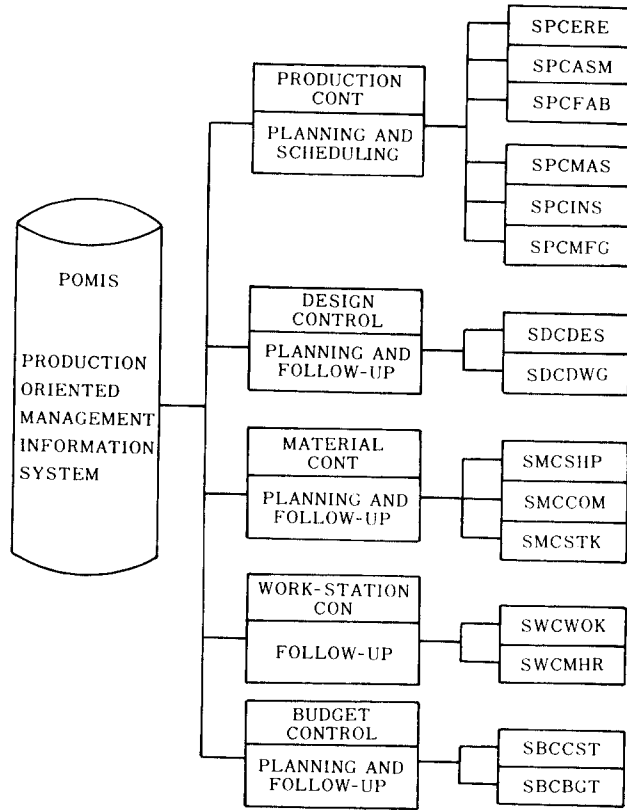 POMIS
PRODUCTION
ORIENTED
MANAGEMENT
INFORMATION
SYSTEM
PRODUCTION
CONT
PLANNING AND
SCHEDULING
SPCERE
SPCASM
SPCFAB
SPCMAS
SPCINS
SPCMFG
DESIGN
CONTROL
PLANNING AND
FOLLOW-UP
SDCDES
SDCDWG
MATERIAL
CONT
PLANNING AND
FOLLOW-UP
SMCSHP
SMCCOM
SMCSTK
WORK-STATION
CON
FOLLOW-UP
SWCWOK
SWCMHR
BUDGET
CONTROL
PLANNING AND
FOLLOW-UP
SBCCST
SBCBGT